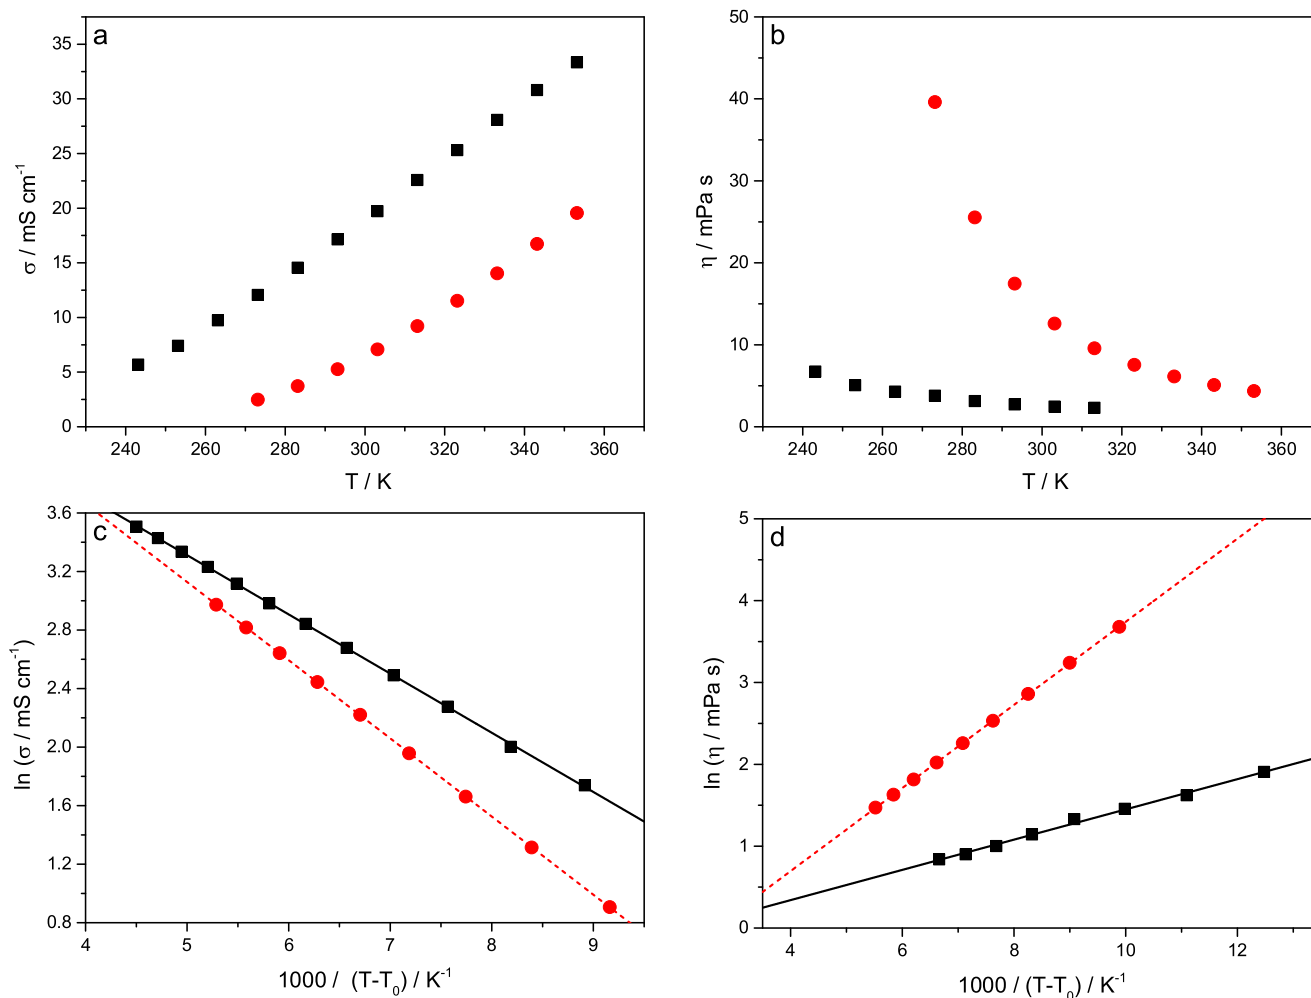 a
σ / mS cm⁻¹
35
30
25
20
15
10
5
0
240 260 280 300 320 340 360
T / K
b
η / mPa s
50
40
30
20
10
0
240 260 280 300 320 340 360
T / K
c
ln (σ / mS cm⁻¹)
3.6
3.2
2.8
2.4
2.0
1.6
1.2
0.8
4 5 6 7 8 9
1000 / (T-T₀) / K⁻¹
d
ln (η / mPa s)
5
4
3
2
1
0
4 6 8 10 12
1000 / (T-T₀) / K⁻¹